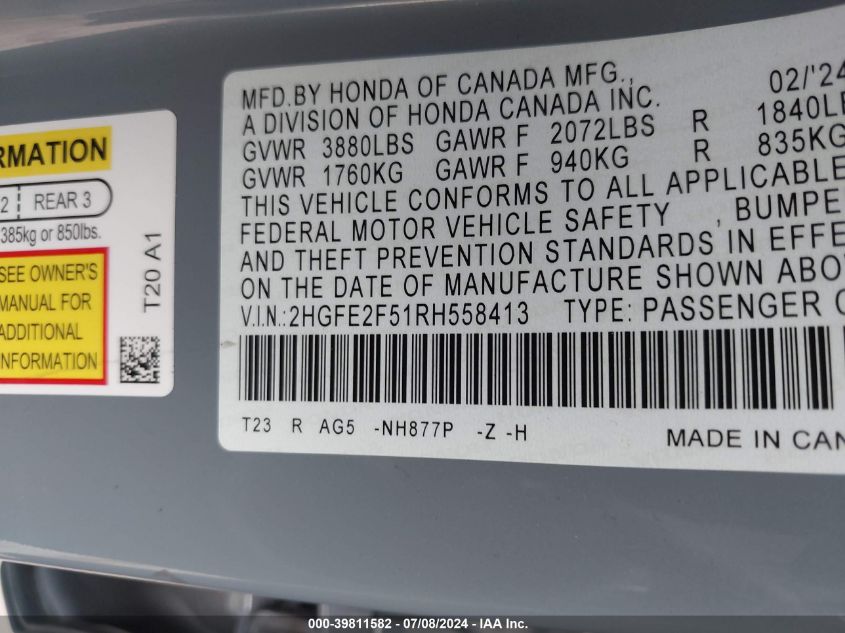 RMATION
2 REAR 3
385kg or 850lbs.
SEE OWNER'S
MANUAL FOR
ADDITIONAL
INFORMATION
T20 A1
MFD.BY HONDA OF CANADA MFG., 02/'24
A DIVISION OF HONDA CANADA INC.
GVWR 3880LBS GAWR F 2072LBS R 1840LB
GVWR 1760KG GAWR F 940KG R 835KG
THIS VEHICLE CONFORMS TO ALL APPLICABLE
FEDERAL MOTOR VEHICLE SAFETY , BUMPE
AND THEFT PREVENTION STANDARDS IN EFFE
ON THE DATE OF MANUFACTURE SHOWN ABO
V.I.N.:2HGFE2F51RH558413 TYPE:PASSENGER C
T23 R AG5 -NH877P -Z -H
MADE IN CAN
000-39811582 - 07/08/2024 - IAA Inc.